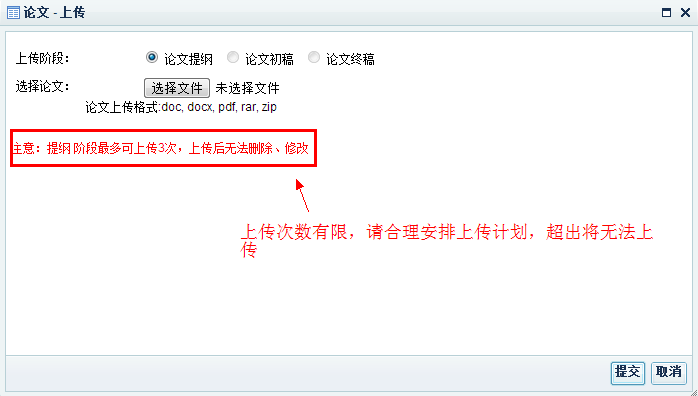 论文 - 上传
上传阶段： 论文提纲 论文初稿 论文终稿
选择论文： 选择文件 未选择文件
论文上传格式:doc, docx, pdf, rar, zip
注意：提纲 阶段最多可上传3次，上传后无法删除、修改
上传次数有限，请合理安排上传计划，超出将无法上
传
提交 取消